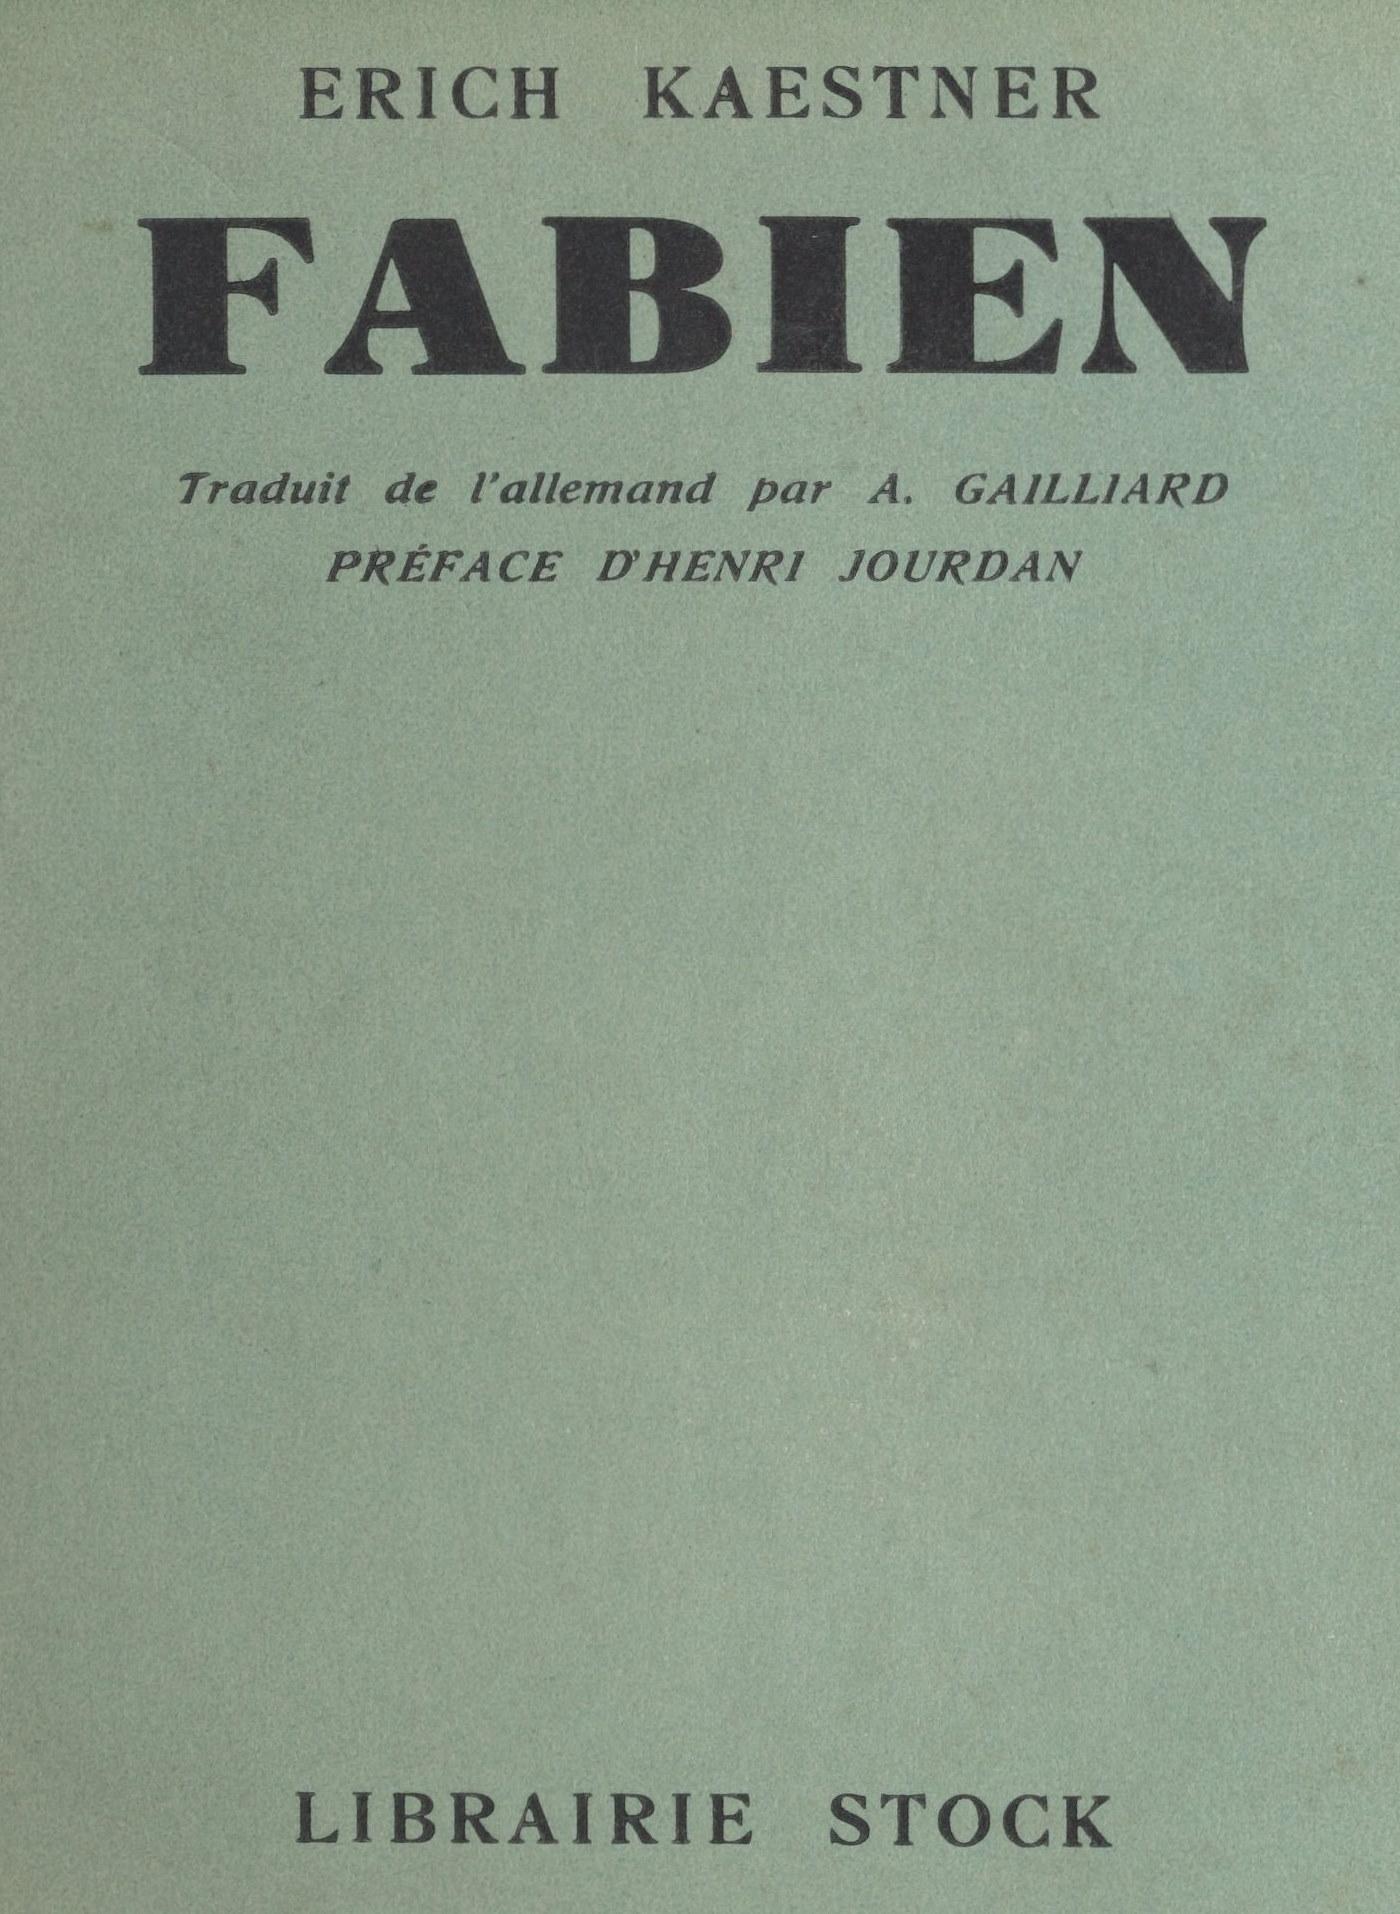 ERICH KAESTNER
FABIEN
Traduit de l'allemand par A. GAILLIARD
PRÉFACE D'HENRI JOURDAN
LIBRAIRIE STOCK